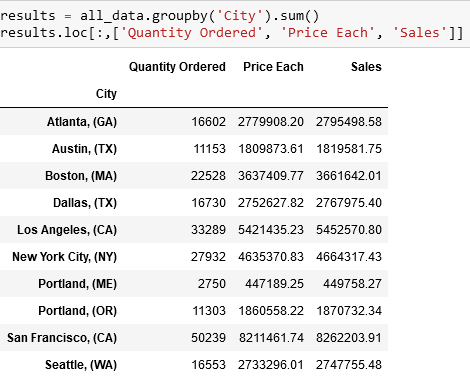 results = all_data.groupby('City').sum()
results.loc[:,['Quantity Ordered', 'Price Each', 'Sales']]
Quantity Ordered Price Each Sales
City
Atlanta, (GA) 16602 2779908.20 2795498.58
Austin, (TX) 11153 1809873.61 1819581.75
Boston, (MA) 22528 3637409.77 3661642.01
Dallas, (TX) 16730 2752627.82 2767975.40
Los Angeles, (CA) 33289 5421435.23 5452570.80
New York City, (NY) 27932 4635370.83 4664317.43
Portland, (ME) 2750 447189.25 449758.27
Portland, (OR) 11303 1860558.22 1870732.34
San Francisco, (CA) 50239 8211461.74 8262203.91
Seattle, (WA) 16553 2733296.01 2747755.48